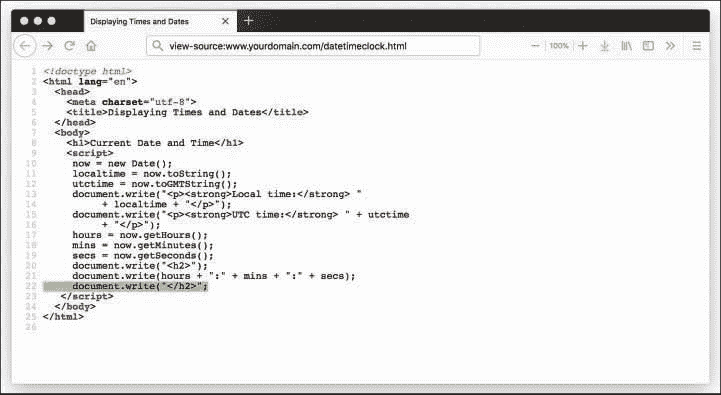 Displaying Times and Dates
view-source:www.yourdomain.com/datetimeclock.html
100%
1 <!doctype html>
2 <html lang="en">
3 <head>
4 <meta charset="utf-8">
5 <title>Displaying Times and Dates</title>
6 </head>
7 <body>
8 <h1>Current Date and Time</h1>
9 <script>
10 now = new Date();
11 localtime = now.toString();
12 utctime = now.toGMTString();
13 document.write("<p><strong>Local time:</strong> "
14 + localtime + "</p>");
15 document.write("<p><strong>UTC time:</strong> " + utctime
16 + "</p>");
17 hours = now.getHours();
18 mins = now.getMinutes();
19 secs = now.getSeconds();
20 document.write("<h2>");
21 document.write(hours + ":" + mins + ":" + secs);
22 document.write("</h2>";
23 </script>
24 </body>
25 </html>
26